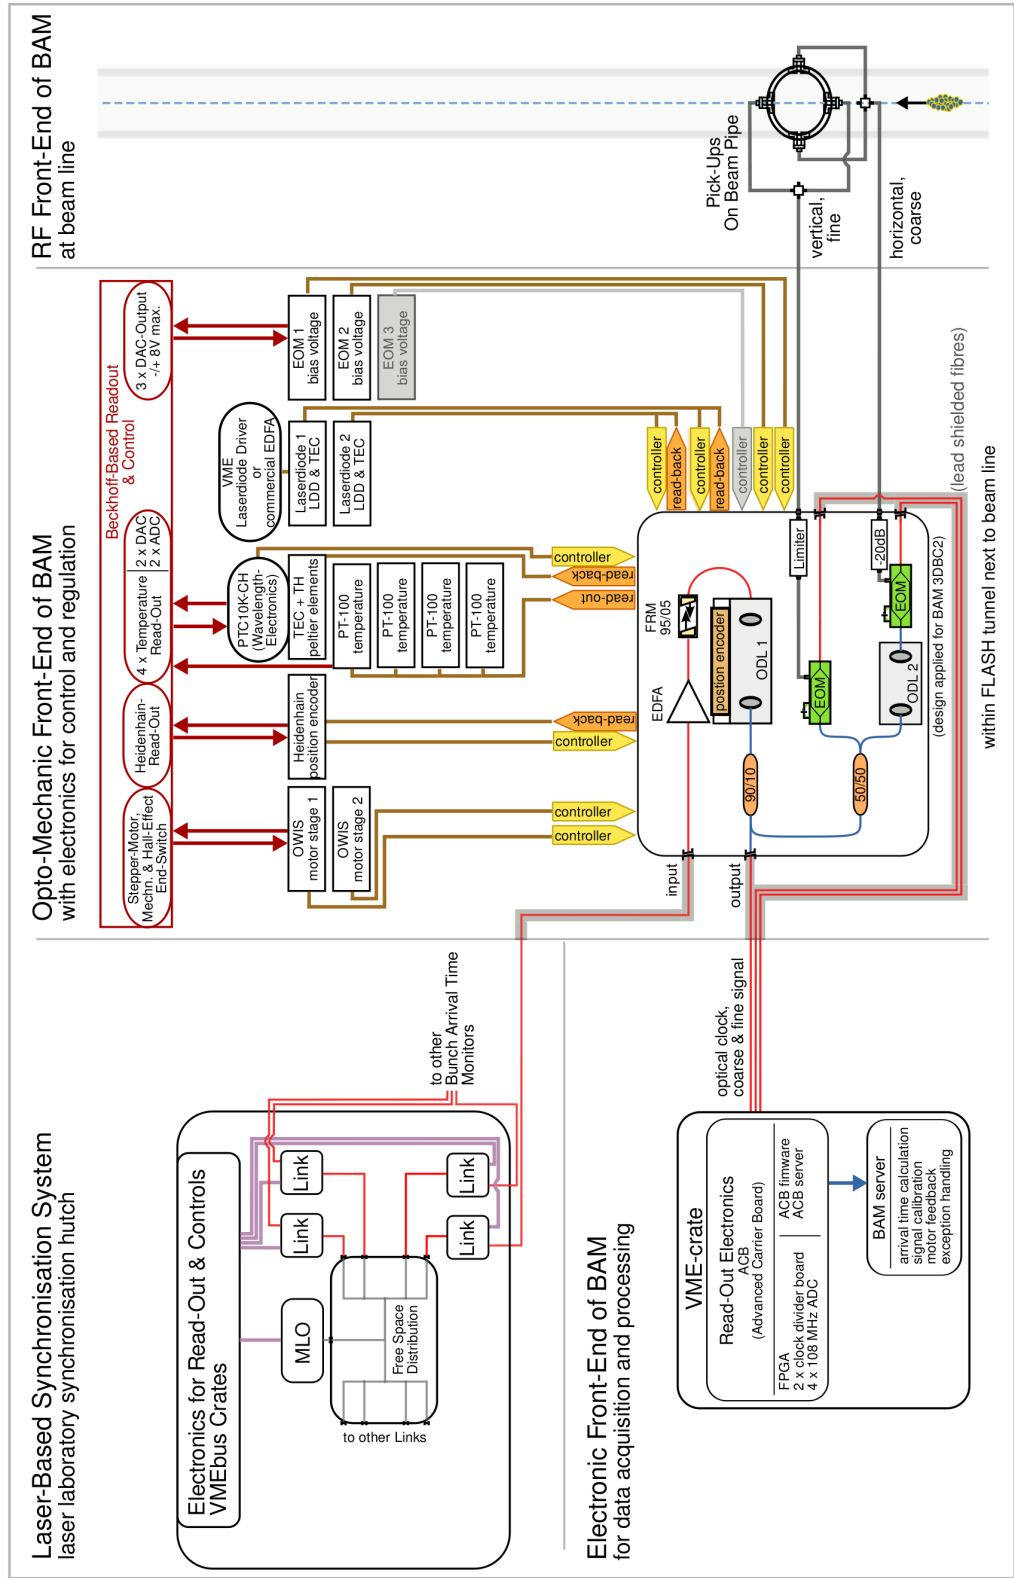 Laser-Based Synchronisation System
laser laboratory synchronisation hutch
Electronics for Read-Out & Controls
VMEbus Crates
MLO
Link
Link
Link
Link
Free Space
Distribution
to other Links
to other
Bunch Arrival Time
Monitors
Electronic Front-End of BAM
for data acquisition and processing
VME-crate
Read-Out Electronics
ACB
(Advanced Carrier Board)
FPGA
2 x clock divider board
4 x 108 MHz ADC
ACB fimware
ACB server
BAM server
arrival time calculation
signal calibration
motor feedback
exception handling
optical clock,
coarse & fine signal
Opto-Mechanic Front-End of BAM
with electronics for control and regulation
Beckhoff-Based Readout
& Control
Stepper-Motor,
Mechn. & Hall-Effect
End-Switch
Heidenhain-
Read-Out
4 x Temperature
Read-Out
2 x DAC
2 x ADC
3 x DAC-Output
-/+ 8V max.
PTC10K-CH
(Wavelength-
Electronics)
VME
Laserdiode Driver
or
commercial EDFA
OWIS
motor stage 1
OWIS
motor stage 2
Heidenhain
position encoder
TEC + TH
peltier elements
PT-100
temperature
PT-100
temperature
PT-100
temperature
PT-100
temperature
Laserdiode 1
LDD & TEC
Laserdiode 2
LDD & TEC
EOM 1
bias voltage
EOM 2
bias voltage
EOM 3
bias voltage
controller
controller
controller
read-back
read-out
read-back
controller
controller
read-back
controller
read-back
controller
controller
controller
input
output
EDFA
FRM
95/05
postion encoder
ODL 1
90/10
50/50
EOM
EOM
ODL 2
Limiter
-20dB
(design applied for BAM 3DBC2)
(lead shielded fibres)
within FLASH tunnel next to beam line
RF Front-End of BAM
at beam line
Pick-Ups
On Beam Pipe
vertical,
fine
horizontal,
coarse